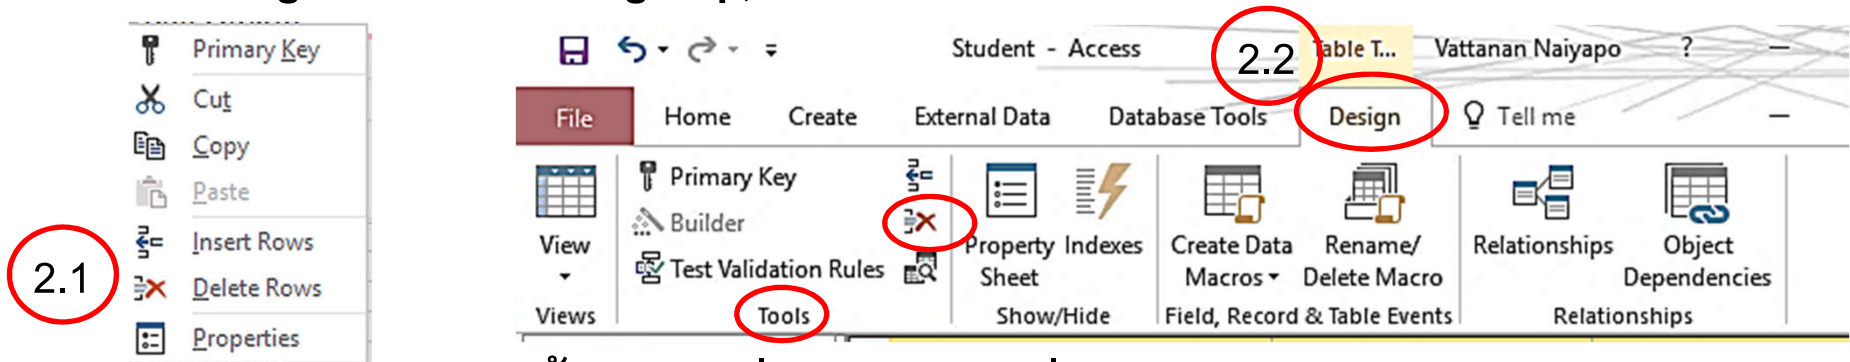 Primary Key
Cut
Copy
Paste
Insert Rows
2.1
Delete Rows
Properties
Student - Access
2.2
Table T...
Vattanan Naiyapo
?
File
Home
Create
External Data
Database Tools
Design
Tell me
View
Primary Key
Builder
Test Validation Rules
Property
Sheet
Indexes
Create Data
Macros
Rename/
Delete Macro
Relationships
Object
Dependencies
Views
Tools
Show/Hide
Field, Record & Table Events
Relationships